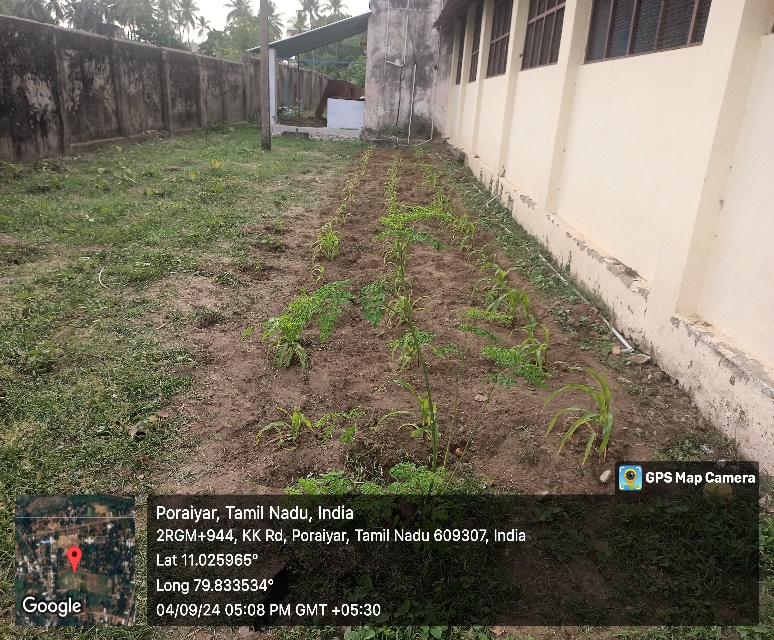 GPS Map Camera
Poraiyar, Tamil Nadu, India
2RGM+944, KK Rd, Poraiyar, Tamil Nadu 609307, India
Lat 11.025965°
Long 79.833534°
04/09/24 05:08 PM GMT +05:30
Google